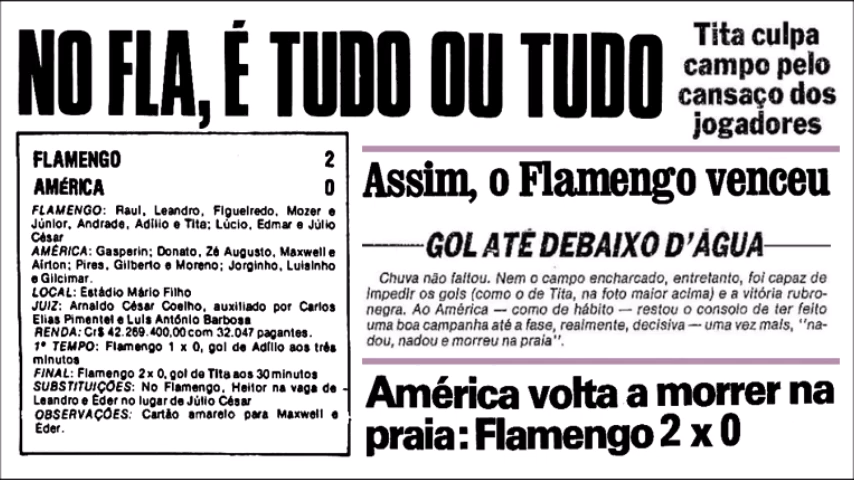 NO FLA, É TUDO OU TUDO
Tita culpa
campo pelo
cansaço dos
jogadores
FLAMENGO 2
AMÉRICA 0
FLAMENGO: Raul, Leandro, Figueiredo, Mozer e
Júnior, Andrade, Adílio e Tita; Lúcio, Edmar e Júlio
César
AMÉRICA: Gasperin; Donato, Zé Augusto, Maxwell e
Aírton; Pires, Gilberto e Moreno; Jorginho, Luisinho
e Gilcimar.
LOCAL: Estádio Mário Filho
JUIZ: Arnaldo César Coelho, auxiliado por Carlos
Elias Pimentel e Luís Antônio Barbosa
RENDA: Cr$ 42.269.400,00 com 32.047 pagantes.
1º TEMPO: Flamengo 1 x 0, gol de Adílio aos três
minutos
FINAL: Flamengo 2 x 0, gol de Tita aos 30 minutos
SUBSTITUIÇÕES: No Flamengo, Heitor na vaga de
Leandro e Éder no lugar de Júlio César
OBSERVAÇÕES: Cartão amarelo para Maxwell e
Éder.
Assim, o Flamengo venceu
GOL ATÉ DEBAIXO D'ÁGUA
Chuva não faltou. Nem o campo encharcado, entretanto, foi capaz de
impedir os gols (como o de Tita, na foto maior acima) e a vitória rubro-
negra. Ao América — como de hábito — restou o consolo de ter feito
uma boa campanha até a fase, realmente, decisiva — uma vez mais, "na-
dou, nadou e morreu na praia".
América volta a morrer na
praia: Flamengo 2 x 0